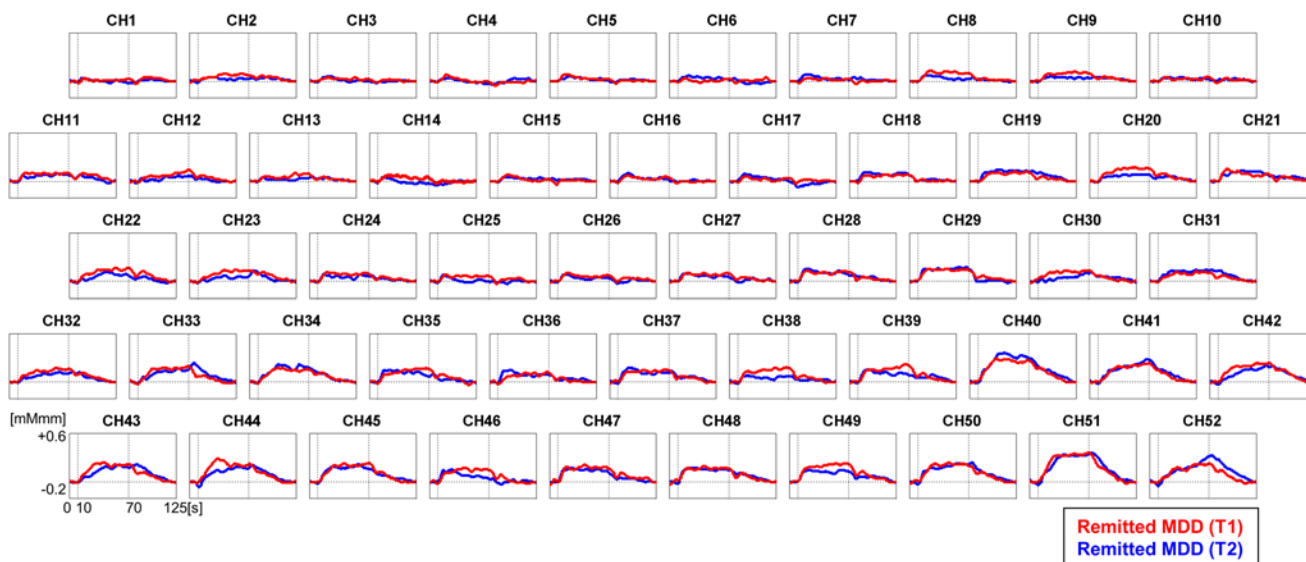 CH1 CH2 CH3 CH4 CH5 CH6 CH7 CH8 CH9 CH10
CH11 CH12 CH13 CH14 CH15 CH16 CH17 CH18 CH19 CH20 CH21
CH22 CH23 CH24 CH25 CH26 CH27 CH28 CH29 CH30 CH31
CH32 CH33 CH34 CH35 CH36 CH37 CH38 CH39 CH40 CH41 CH42
[mMmm] CH43 CH44 CH45 CH46 CH47 CH48 CH49 CH50 CH51 CH52
+0.6
-0.2
0 10 70 125[s]
Remitted MDD (T1)
Remitted MDD (T2)